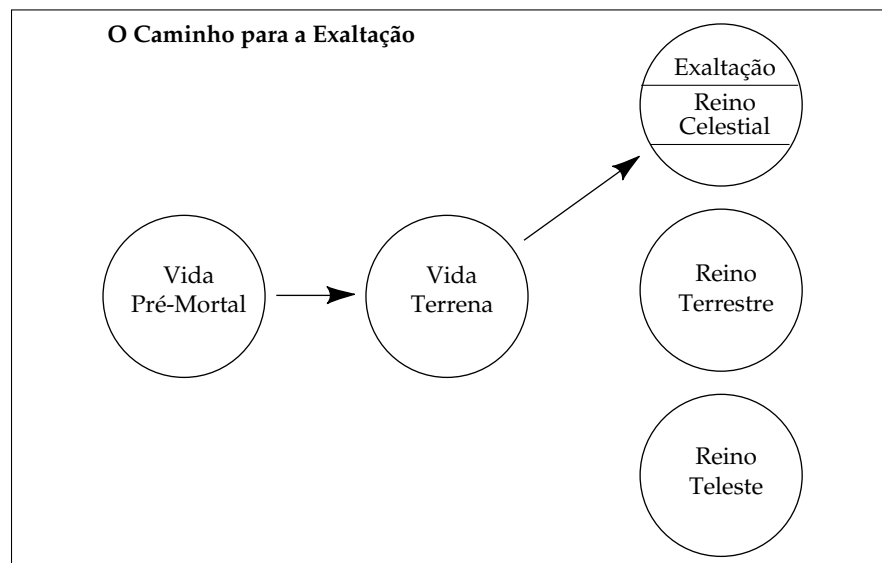 O Caminho para a Exaltação
Exaltação
Reino
Celestial
Vida
Pré-Mortal
Vida
Terrena
Reino
Terrestre
Reino
Teleste